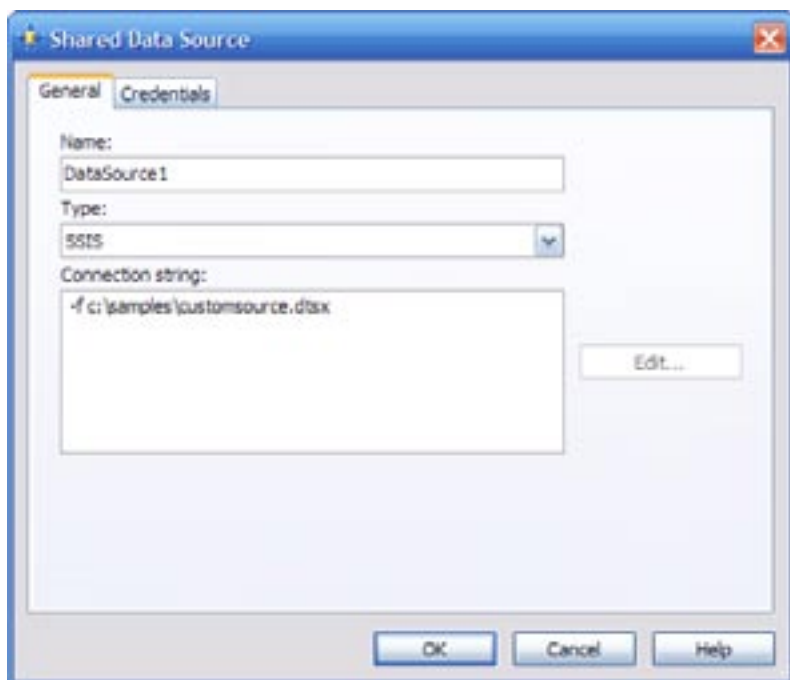 Shared Data Source
General Credentials
Name:
DataSource1
Type:
SSIS
Connection string:
-f c:\samples\customsource.dtsx
Edit...
OK Cancel Help